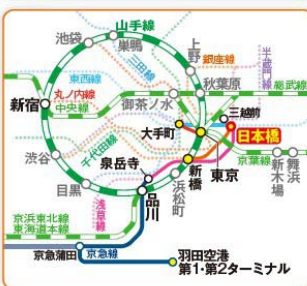 山手線
池袋
巣鴨
上野
銀座線
半蔵門線
東西線
三田線
秋葉原
丸ノ内線
新宿
中央線
御茶ノ水
総武線
三越前
大手町
日本橋
千代田線
泉岳寺
渋谷
新橋
東京
京葉線
目黒
品川
浜松町
新木場
舞浜
浅草線
京浜東北線
東海道本線
京急蒲田
京急線
羽田空港
第1・第2ターミナル